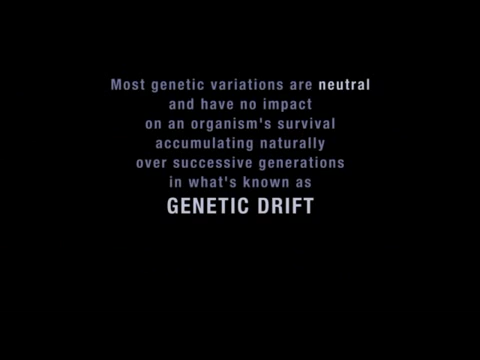 Most genetic variations are neutral
and have no impact
on an organism's survival
accumulating naturally
over successive generations
in what's known as
GENETIC DRIFT